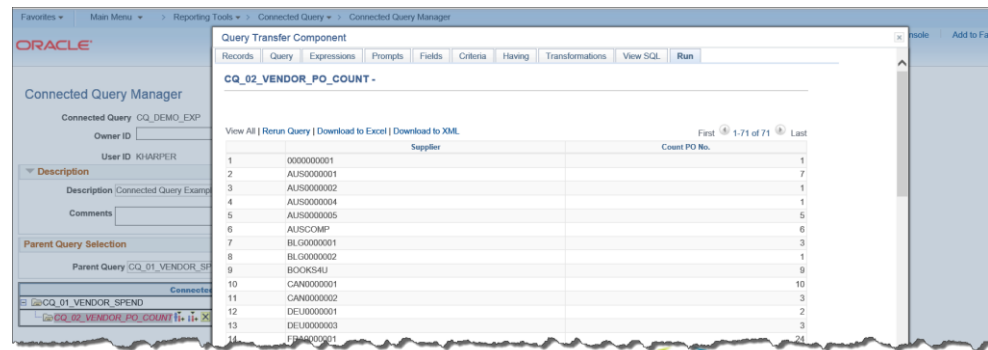 Favorites Main Menu > Reporting Tools > Connected Query > Connected Query Manager
ORACLE
Add to Fa
Query Transfer Component
Records Query Expressions Prompts Fields Criteria Having Transformations View SQL Run
CQ_02_VENDOR_PO_COUNT -
View All | Rerun Query | Download to Excel | Download to XML First 1-71 of 71 Last
Supplier Count PO No.
1 0000000001 1
2 AUS0000001 7
3 AUS0000002 1
4 AUS0000004 1
5 AUS0000005 5
6 AUSCOMP 6
7 BLG0000001 3
8 BLG0000002 1
9 BOOKS4U 9
10 CAN0000001 10
11 CAN0000002 3
12 DEU0000001 2
13 DEU0000003 3
14 FRA0000001 24
Connected Query Manager
Connected Query CQ_DEMO_EXP
Owner ID
User ID KHARPER
Description
Description Connected Query Exampl
Comments
Parent Query Selection
Parent Query CQ_01_VENDOR_SP
Connected
CQ_01_VENDOR_SPEND
CQ_02_VENDOR_PO_COUNT